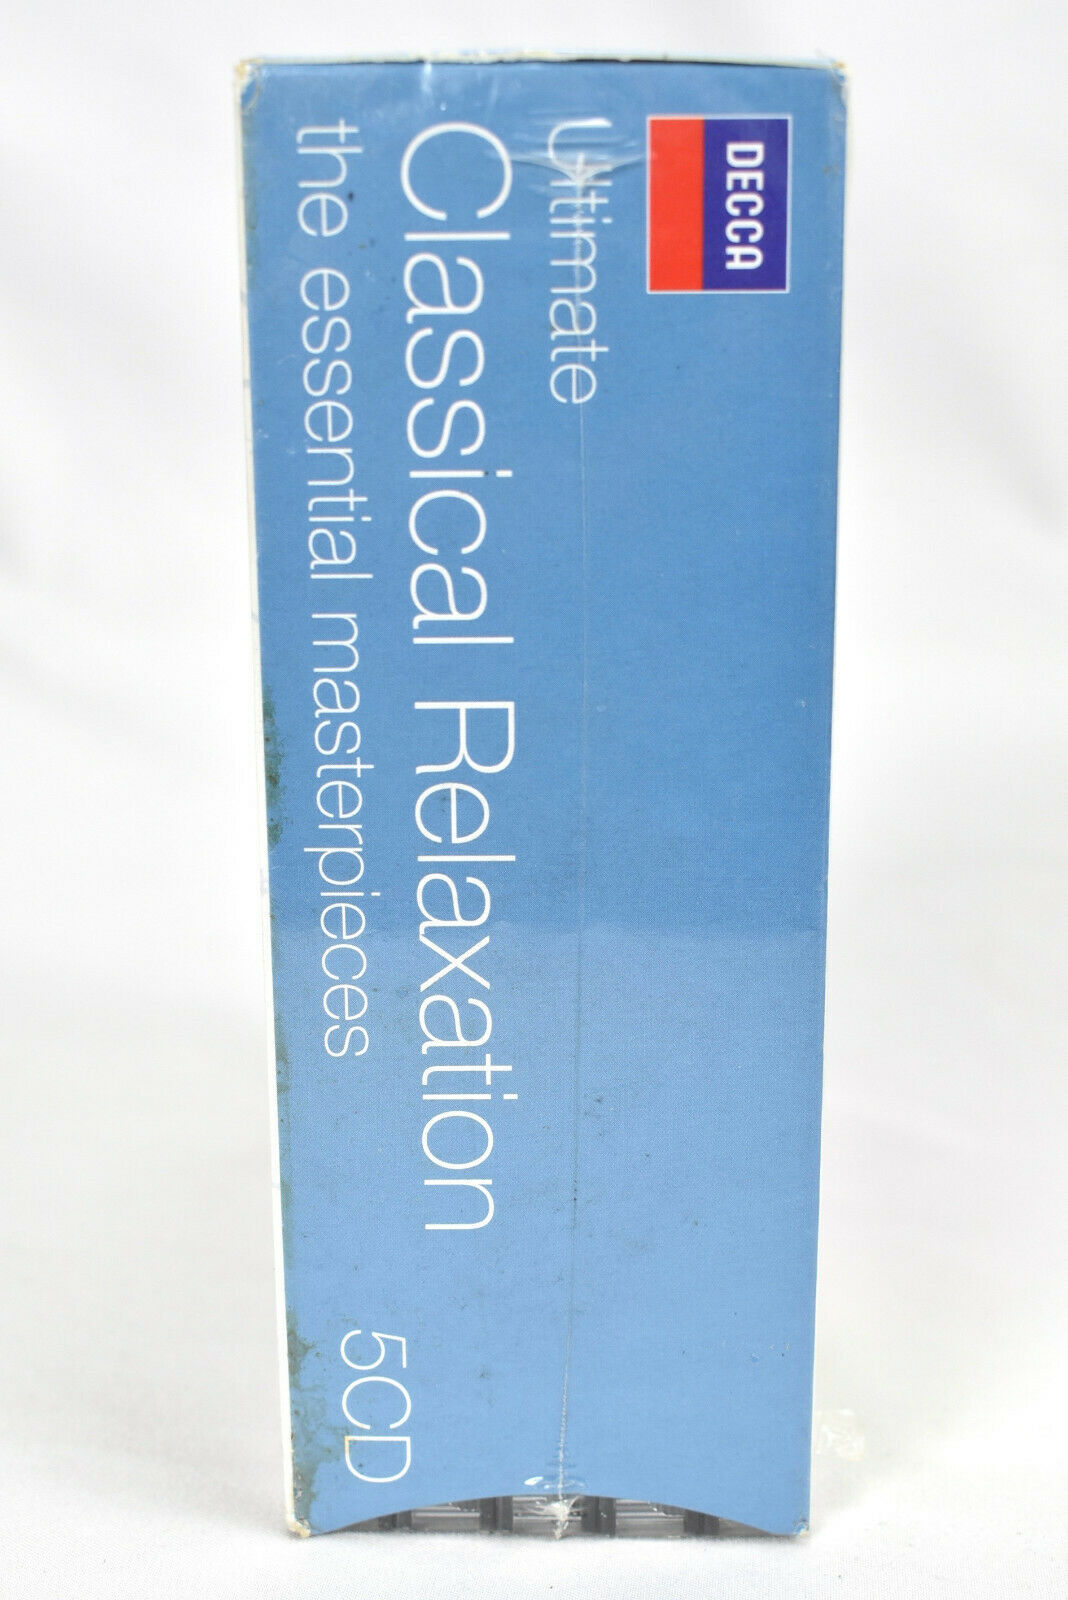 DECCA
Ultimate
Classical Relaxation
the essential masterpieces
5CD